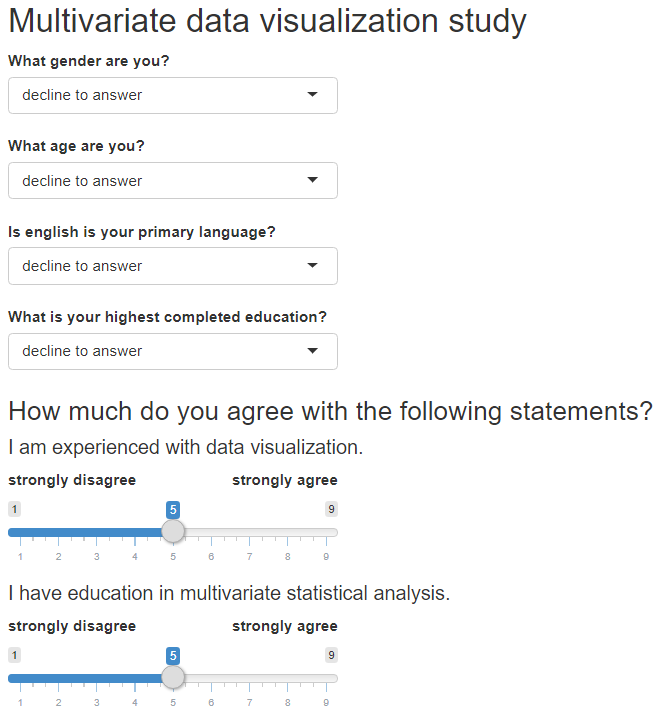 Multivariate data visualization study
What gender are you?
decline to answer
What age are you?
decline to answer
Is english is your primary language?
decline to answer
What is your highest completed education?
decline to answer
How much do you agree with the following statements?
I am experienced with data visualization.
strongly disagree strongly agree
1 5 9
1 2 3 4 5 6 7 8 9
I have education in multivariate statistical analysis.
strongly disagree strongly agree
1 5 9
1 2 3 4 5 6 7 8 9